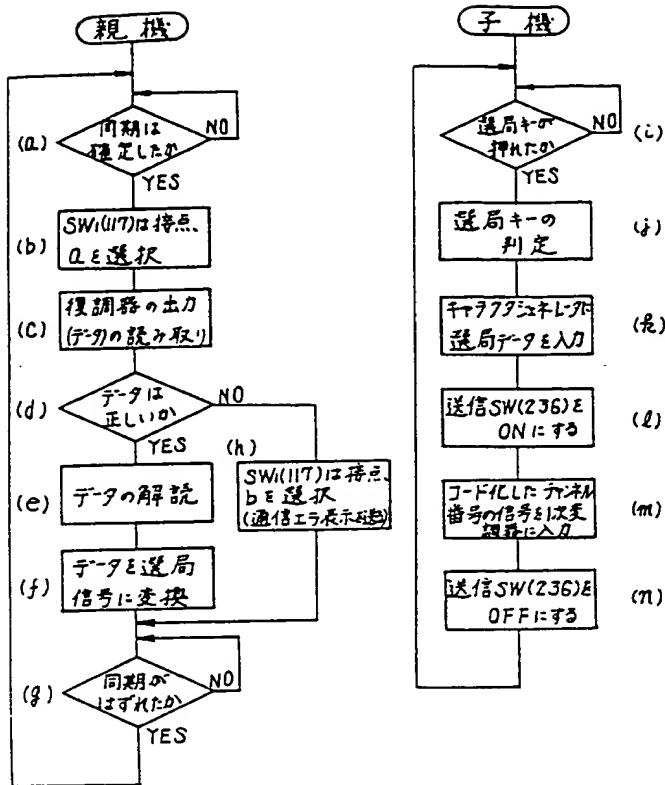 親機
(a)
同期は
確定したか
NO
YES
(b)
SW1(117)は接点、
aを選択
(c)
復調器の出力
(データ)の読み取り
(d)
データは
正しいか
NO
YES
(h)
SW1(117)は接点、
bを選択
(通信エラ表示を送出)
(e)
データの解読
(f)
データを選局
信号に変換
(g)
同期が
はずれたか
NO
YES
子機
選局キーが
押れたか
NO
(i)
YES
選局キーの
判定
(j)
キャラクタジェネレータに
選局データを入力
(k)
送信SW(236)を
ONにする
(l)
コード化したチャンネル
番号の信号を1次変
調器に入力
(m)
送信SW(236)を
OFFにする
(n)